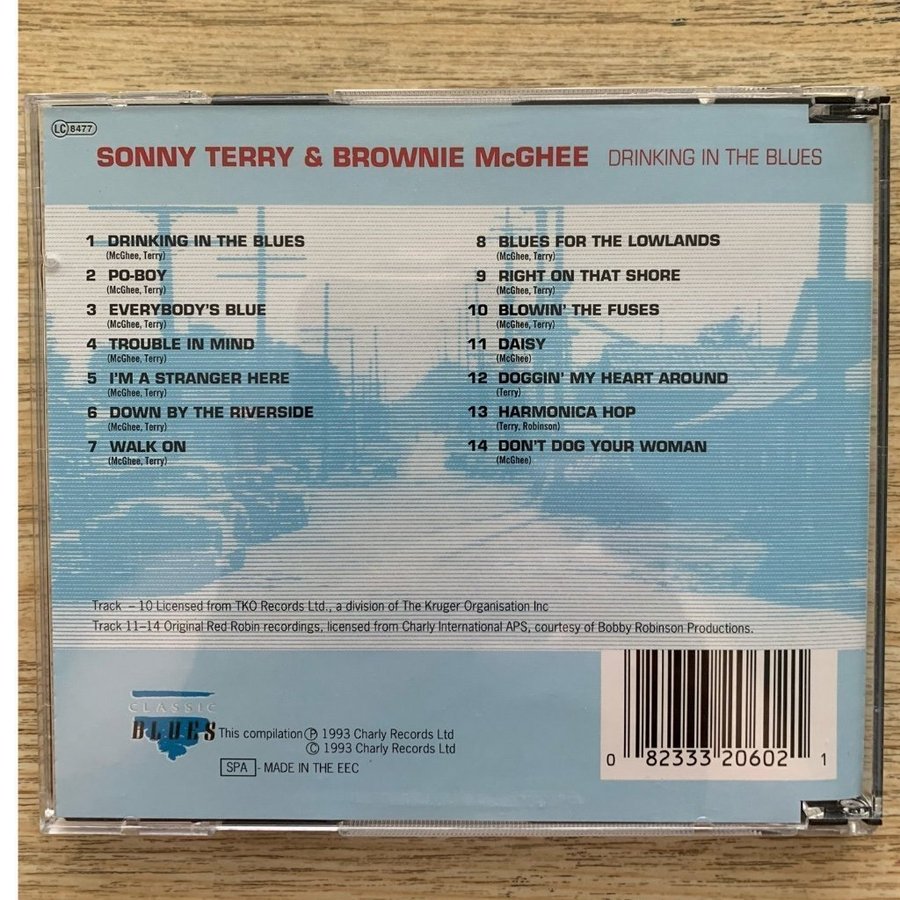 LC 8477
SONNY TERRY & BROWNIE McGHEE DRINKING IN THE BLUES
1 DRINKING IN THE BLUES
(McGhee, Terry)
2 PO-BOY
(McGhee, Terry)
3 EVERYBODY'S BLUE
(McGhee, Terry)
4 TROUBLE IN MIND
(McGhee, Terry)
5 I'M A STRANGER HERE
(McGhee, Terry)
6 DOWN BY THE RIVERSIDE
(McGhee, Terry)
7 WALK ON
(McGhee, Terry)
8 BLUES FOR THE LOWLANDS
(McGhee, Terry)
9 RIGHT ON THAT SHORE
(McGhee, Terry)
10 BLOWIN' THE FUSES
(McGhee, Terry)
11 DAISY
(McGhee)
12 DOGGIN' MY HEART AROUND
(Terry)
13 HARMONICA HOP
(Terry, Robinson)
14 DON'T DOG YOUR WOMAN
(McGhee)
Track – 10 Licensed from TKO Records Ltd., a division of The Kruger Organisation Inc
Track 11–14 Original Red Robin recordings, licensed from Charly International APS, courtesy of Bobby Robinson Productions.
CLASSIC
BLUES
This compilation ℗ 1993 Charly Records Ltd
© 1993 Charly Records Ltd
SPA - MADE IN THE EEC
0 82333 20602 1